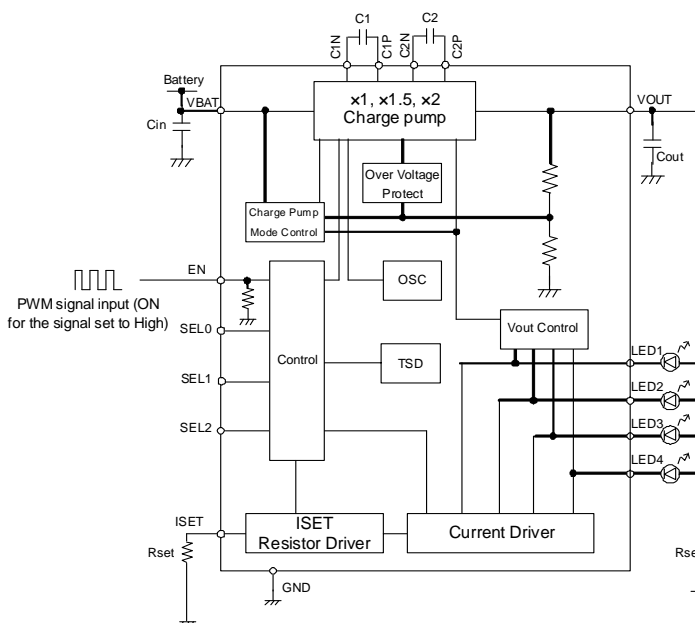 C1
C2
C1N
C1P
C2N
C2P
Battery
VBAT
×1, ×1.5, ×2
Charge pump
VOUT
Cin
Cout
Over Voltage
Protect
Charge Pump
Mode Control
EN
OSC
PWM signal input (ON
for the signal set to High)
SEL0
Vout Control
Control
TSD
LED1
SEL1
LED2
SEL2
LED3
LED4
ISET
ISET
Resistor Driver
Current Driver
Rset
Rse
GND